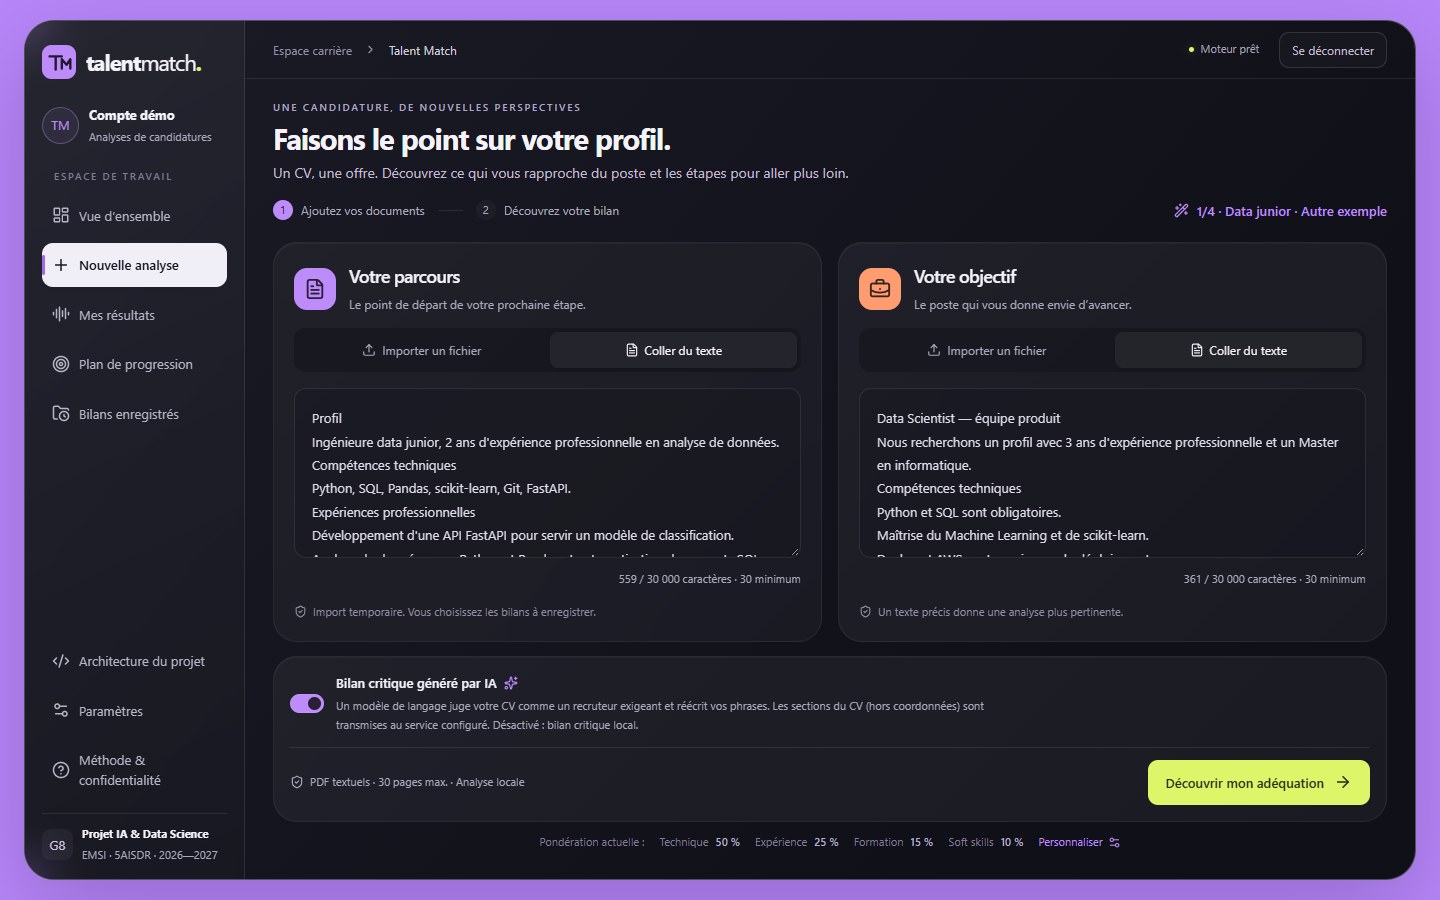 TM talentmatch.
TM
Compte démo
Analyses de candidatures
ESPACE DE TRAVAIL
Vue d'ensemble
Nouvelle analyse
Mes résultats
Plan de progression
Bilans enregistrés
Architecture du projet
Paramètres
Méthode &
confidentialité
G8
Projet IA & Data Science
EMSI · 5AISDR · 2026—2027
Espace carrière
Talent Match
Moteur prêt
Se déconnecter
UNE CANDIDATURE, DE NOUVELLES PERSPECTIVES
Faisons le point sur votre profil.
Un CV, une offre. Découvrez ce qui vous rapproche du poste et les étapes pour aller plus loin.
1 Ajoutez vos documents
2 Découvrez votre bilan
1/4 · Data junior · Autre exemple
Votre parcours
Le point de départ de votre prochaine étape.
Importer un fichier
Coller du texte
Profil
Ingénieure data junior, 2 ans d'expérience professionnelle en analyse de données.
Compétences techniques
Python, SQL, Pandas, scikit-learn, Git, FastAPI.
Expériences professionnelles
Développement d'une API FastAPI pour servir un modèle de classification.
559 / 30 000 caractères · 30 minimum
Import temporaire. Vous choisissez les bilans à enregistrer.
Votre objectif
Le poste qui vous donne envie d'avancer.
Importer un fichier
Coller du texte
Data Scientist — équipe produit
Nous recherchons un profil avec 3 ans d'expérience professionnelle et un Master
en informatique.
Compétences techniques
Python et SQL sont obligatoires.
Maîtrise du Machine Learning et de scikit-learn.
361 / 30 000 caractères · 30 minimum
Un texte précis donne une analyse plus pertinente.
Bilan critique généré par IA
Un modèle de langage juge votre CV comme un recruteur exigeant et réécrit vos phrases. Les sections du CV (hors coordonnées) sont
transmises au service configuré. Désactivé : bilan critique local.
PDF textuels · 30 pages max. · Analyse locale
Découvrir mon adéquation
Pondération actuelle : Technique 50 % Expérience 25 % Formation 15 % Soft skills 10 % Personnaliser